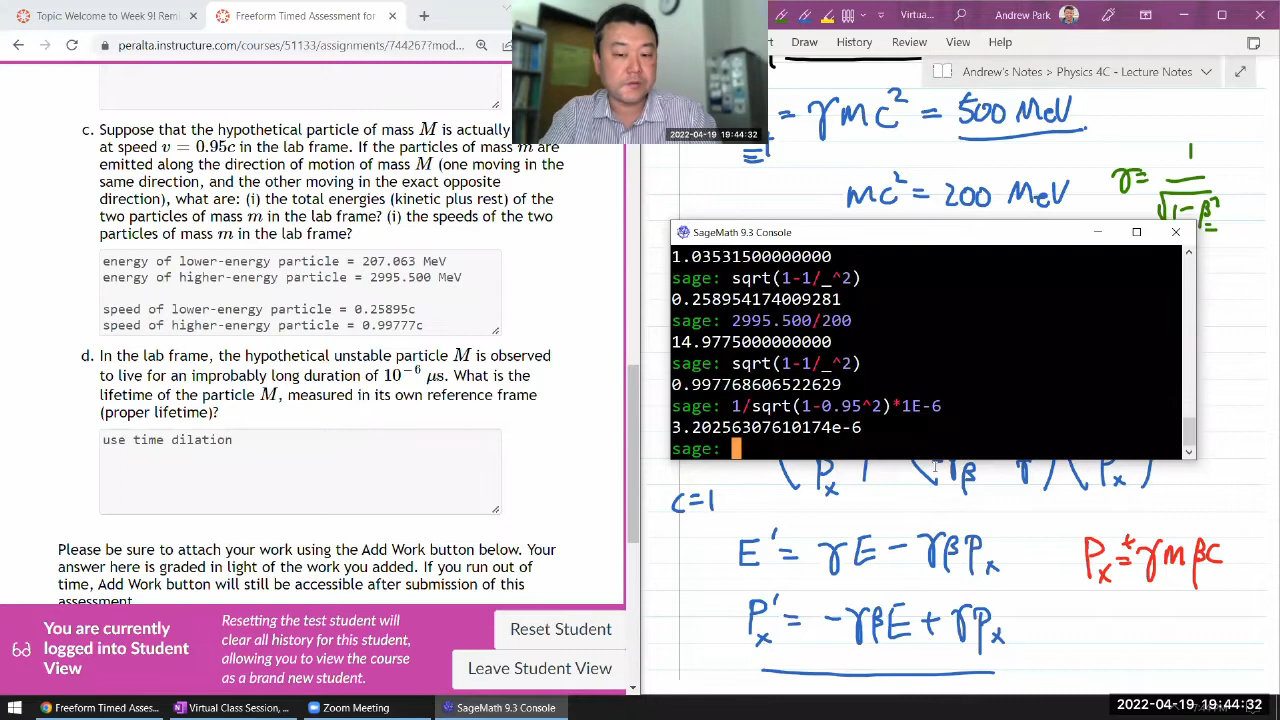 Topic: Week 9| Rem
Freeform Timed Assessment for
peralta.instructure.com/courses/51133/assignments/7442677mod...
Virtua...
Andrew Park
Draw
History
Review
View
Help
Andrew's Notes > Physics 4C - Lecture Notes
2022-04-19 19:44:32
c. Suppose that the hypothetical particle of mass M is actually
at speed v = 0.95c in the lab frame. If the particles of mass m are
emitted along the direction of motion of mass M (one moving in
the same direction, and the other moving in the exact opposite
direction), what are: (i) the total energies (kinetic plus rest) of the
two particles of mass m in the lab frame? (i) the speeds of the two
particles of mass m in the lab frame?
energy of lower-energy particle = 207.063 MeV
energy of higher-energy particle = 2995.500 MeV
speed of lower-energy particle = 0.25895c
speed of higher-energy particle = 0.99777c
d. In the lab frame, the hypothetical unstable particle M is observed
to live for an improbably long duration of 10⁻⁶ μs. What is the
lifetime of the particle M, measured in its own reference frame
(proper lifetime)?
use time dilation
Please be sure to attach your work using the Add Work button below. Your
answer here is graded in light of the work you added. If you run out of
time, Add Work button will still be accessible after submission of this
assessment.
You are currently
logged into Student
View
Resetting the test student will
clear all history for this student,
allowing you to view the course
as a brand new student.
Reset Student
Leave Student View
= γmc² = 500 MeV
mc² = 200 MeV
γ = 1/√(1-β²)
SageMath 9.3 Console
1.03531500000000
sage: sqrt(1-1/_^2)
0.258954174009281
sage: 2995.500/200
14.9775000000000
sage: sqrt(1-1/_^2)
0.997768606522629
sage: 1/sqrt(1-0.95^2)*1E-6
3.20256307610174e-6
sage:
c=1
E' = γE - γβPx
Px = ±γmβc
Px' = -γβE + γPx
Freeform Timed Asses...
Virtual Class Session, ...
Zoom Meeting
SageMath 9.3 Console
2022-04-19 19:44:32